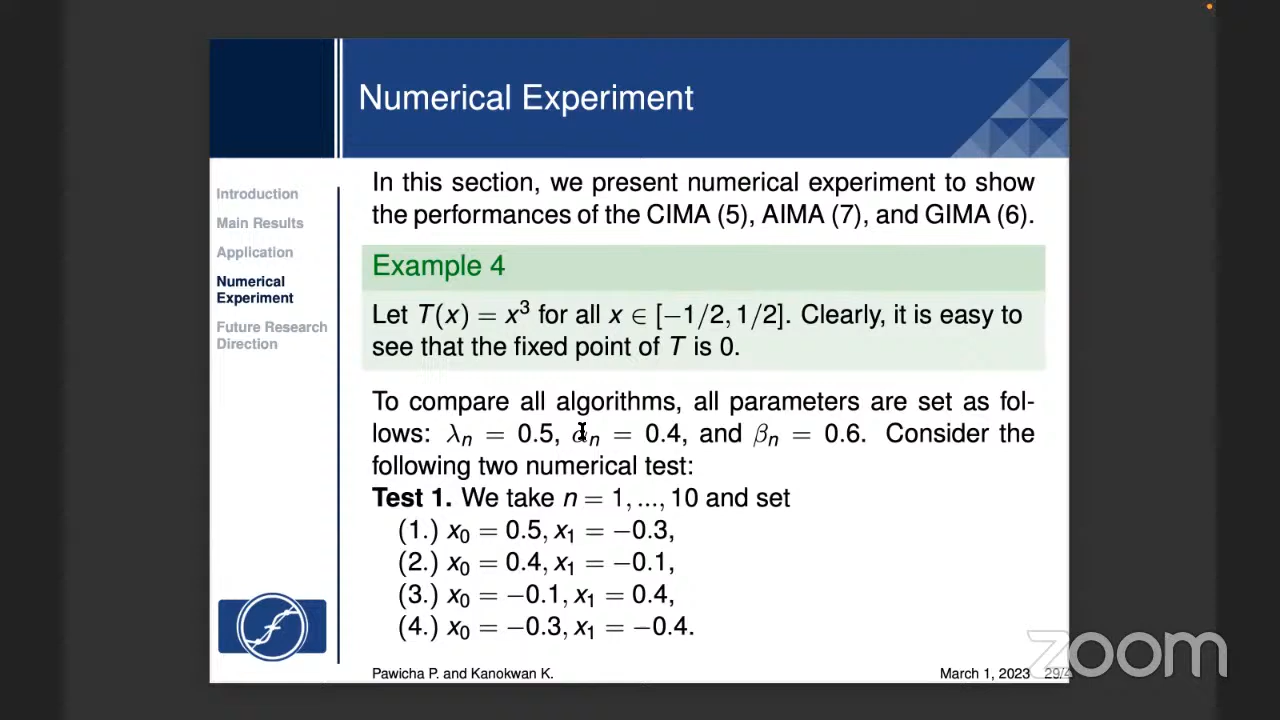 Numerical Experiment
Introduction
Main Results
Application
Numerical
Experiment
Future Research
Direction
In this section, we present numerical experiment to show
the performances of the CIMA (5), AIMA (7), and GIMA (6).
Example 4
Let T(x) = x³ for all x ∈ [−1/2, 1/2]. Clearly, it is easy to
see that the fixed point of T is 0.
To compare all algorithms, all parameters are set as fol-
lows: λₙ = 0.5, αₙ = 0.4, and βₙ = 0.6. Consider the
following two numerical test:
Test 1. We take n = 1, ..., 10 and set
(1.) x₀ = 0.5, x₁ = −0.3,
(2.) x₀ = 0.4, x₁ = −0.1,
(3.) x₀ = −0.1, x₁ = 0.4,
(4.) x₀ = −0.3, x₁ = −0.4.
Pawicha P. and Kanokwan K.
March 1, 2023 29/4
zoom